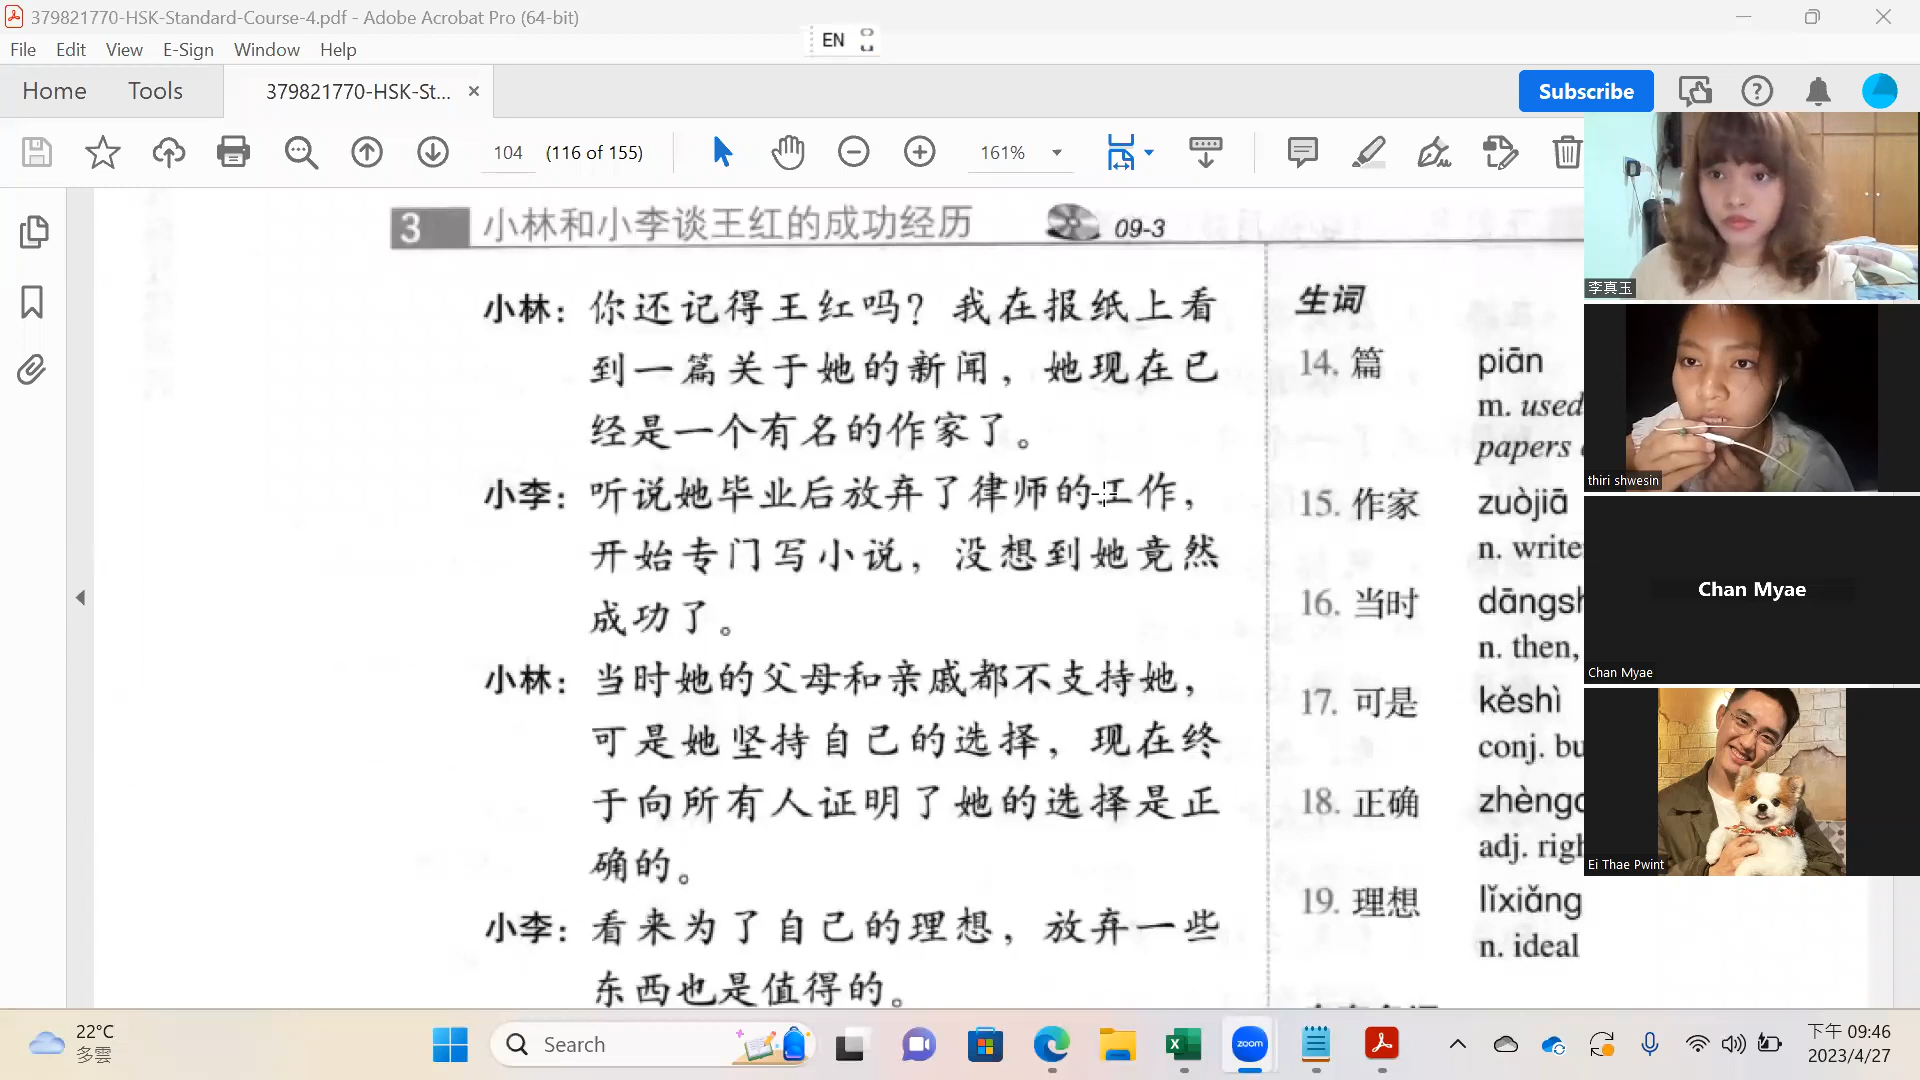 379821770-HSK-Standard-Course-4.pdf - Adobe Acrobat Pro (64-bit)
File Edit View E-Sign Window Help
EN
Home Tools 379821770-HSK-St... Subscribe
104 (116 of 155) 161%
3 小林和小李谈王红的成功经历 09-3
小林：你还记得王红吗？我在报纸上看
到一篇关于她的新闻，她现在已
经是一个有名的作家了。
小李：听说她毕业后放弃了律师的工作，
开始专门写小说，没想到她竟然
成功了。
小林：当时她的父母和亲戚都不支持她，
可是她坚持自己的选择，现在终
于向所有人证明了她的选择是正
确的。
小李：看来为了自己的理想，放弃一些
东西也是值得的。
生词
14. 篇 piān
m. used
papers
15. 作家 zuòjiā
n. write
16. 当时 dāngsh
n. then,
17. 可是 kěshì
conj. bu
18. 正确 zhèng
adj. righ
19. 理想 lǐxiǎng
n. ideal
李真玉
thiri shwesin
Chan Myae
Chan Myae
Ei Thae Pwint
22°C
多雲
Search
zoom
下午 09:46
2023/4/27